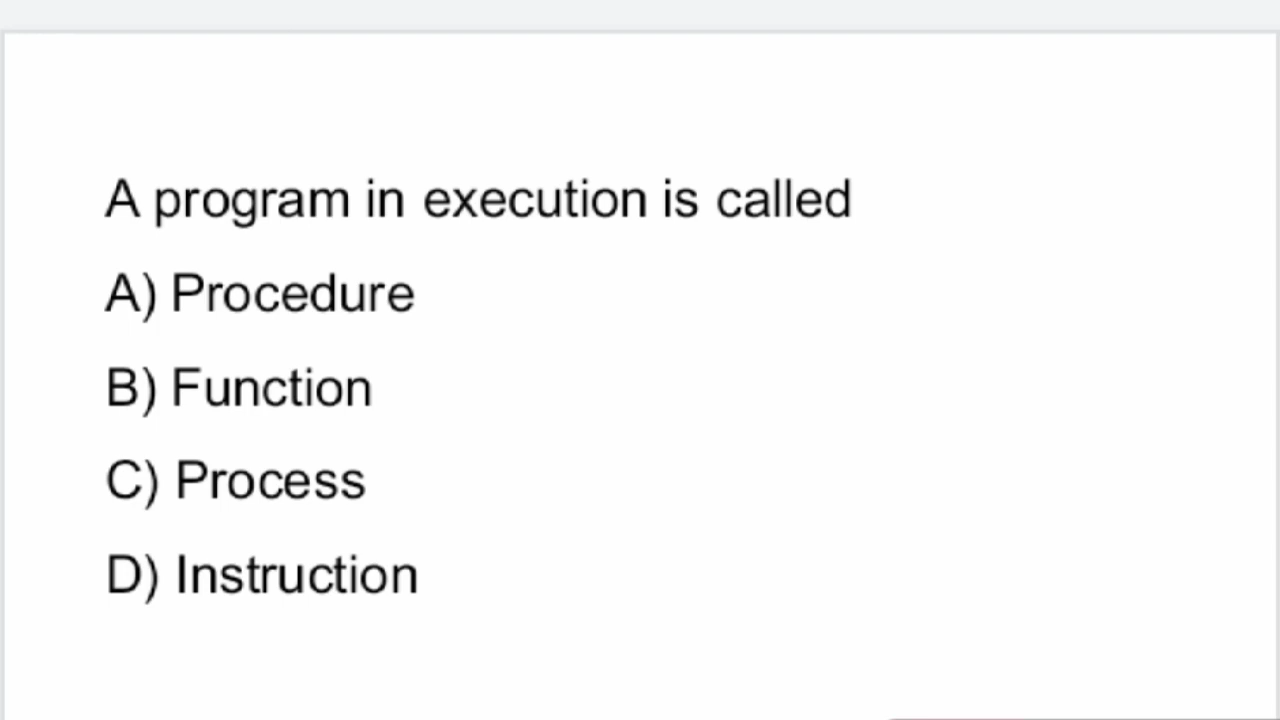 A program in execution is called
A) Procedure
B) Function
C) Process
D) Instruction